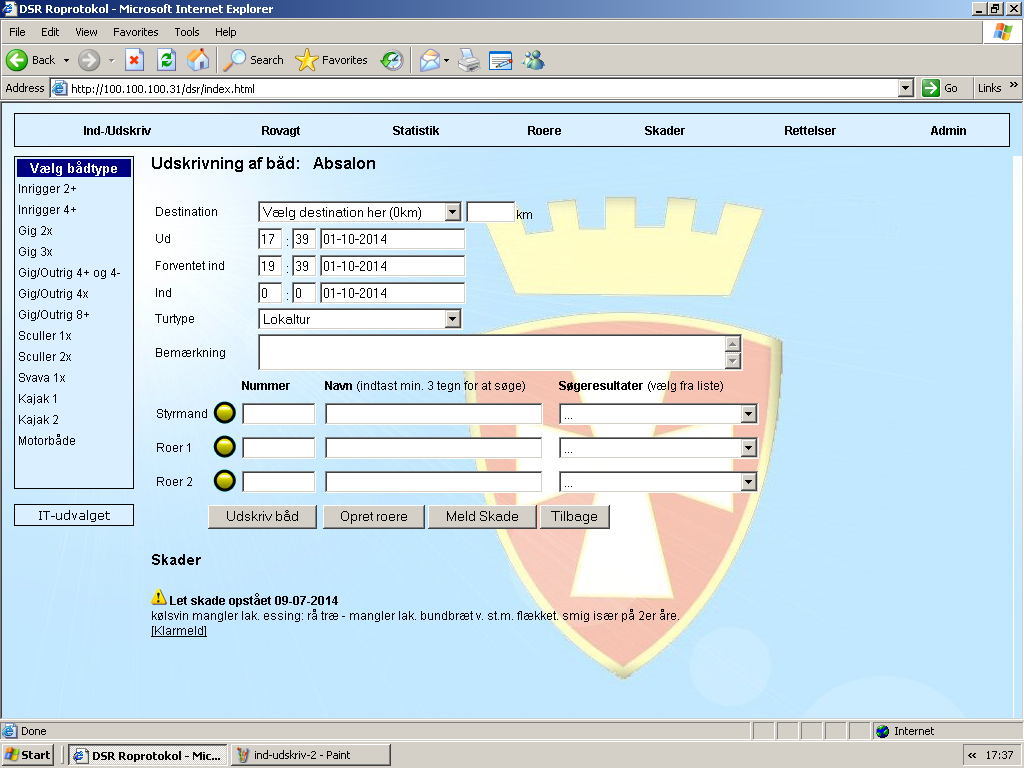 DSR Roprotokol - Microsoft Internet Explorer
File Edit View Favorites Tools Help
Back Search Favorites
Address http://100.100.100.31/dsr/index.html Go Links »
Ind-/Udskriv Rovagt Statistik Roere Skader Rettelser Admin
Vælg bådtype
Inrigger 2+
Inrigger 4+
Gig 2x
Gig 3x
Gig/Outrig 4+ og 4-
Gig/Outrig 4x
Gig/Outrig 8+
Sculler 1x
Sculler 2x
Svava 1x
Kajak 1
Kajak 2
Motorbåde
IT-udvalget
Udskrivning af båd: Absalon
Destination Vælg destination her (0km) km
Ud 17 : 39 01-10-2014
Forventet ind 19 : 39 01-10-2014
Ind 0 : 0 01-10-2014
Turtype Lokaltur
Bemærkning
Nummer Navn (indtast min. 3 tegn for at søge) Søgeresultater (vælg fra liste)
Styrmand ...
Roer 1 ...
Roer 2 ...
Udskriv båd Opret roere Meld Skade Tilbage
Skader
Let skade opstået 09-07-2014
kølsvin mangler lak. essing: rå træ - mangler lak. bundbræt v. st.m. flækket. smig især på 2er åre.
[Klarmeld]
Done Internet
Start DSR Roprotokol - Mic... ind-udskriv-2 - Paint « 17:37